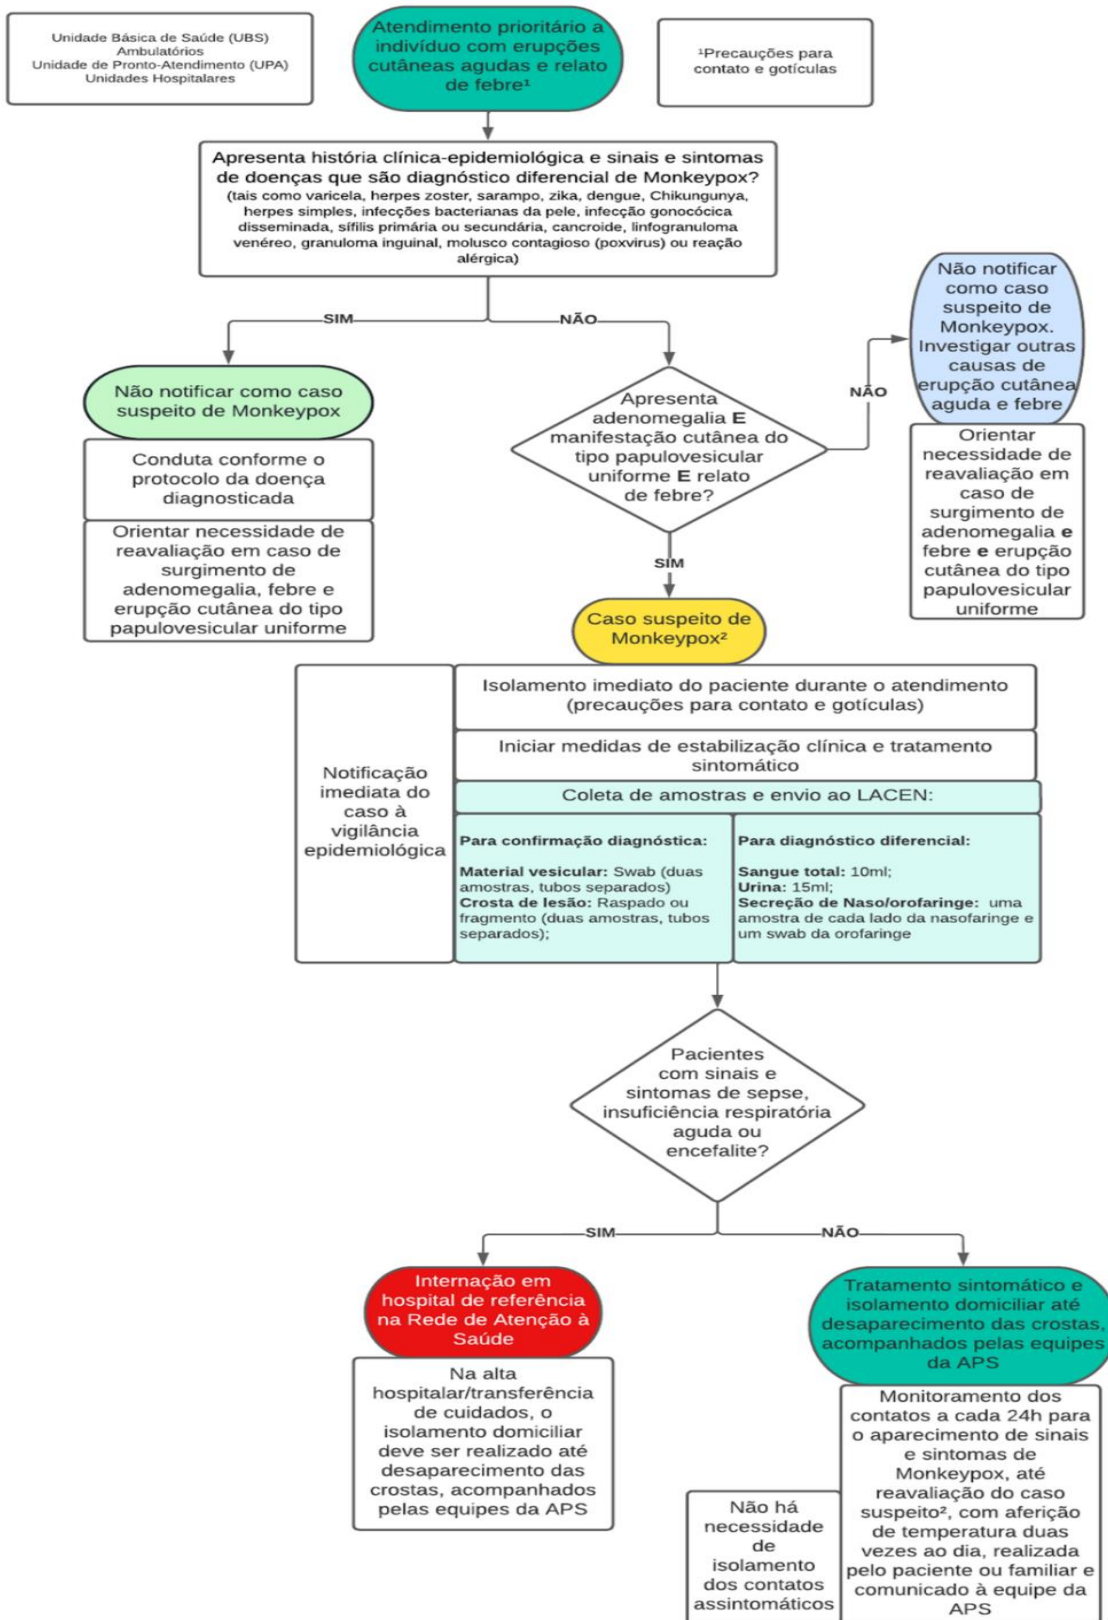 Unidade Básica de Saúde (UBS)
Ambulatórios
Unidade de Pronto-Atendimento (UPA)
Unidades Hospitalares
Atendimento prioritário a
indivíduo com erupções
cutâneas agudas e relato
de febre¹
¹Precauções para
contato e gotículas
Apresenta história clínica-epidemiológica e sinais e sintomas
de doenças que são diagnóstico diferencial de Monkeypox?
(tais como varicela, herpes zoster, sarampo, zika, dengue, Chikungunya,
herpes simples, infecções bacterianas da pele, infecção gonocócica
disseminada, sífilis primária ou secundária, cancroide, linfogranuloma
venéreo, granuloma inguinal, molusco contagioso (poxvirus) ou reação
alérgica)
SIM
NÃO
Não notificar como caso
suspeito de Monkeypox
Conduta conforme o
protocolo da doença
diagnosticada
Orientar necessidade de
reavaliação em caso de
surgimento de
adenomegalia, febre e
erupção cutânea do tipo
papulovesicular uniforme
Apresenta
adenomegalia E
manifestação cutânea do
tipo papulovesicular
uniforme E relato
de febre?
NÃO
Não notificar
como caso
suspeito de
Monkeypox.
Investigar outras
causas de
erupção cutânea
aguda e febre
Orientar
necessidade de
reavaliação em
caso de
surgimento de
adenomegalia e
febre e erupção
cutânea do tipo
papulovesicular
uniforme
SIM
Caso suspeito de
Monkeypox²
Notificação
imediata do
caso à
vigilância
epidemiológica
Isolamento imediato do paciente durante o atendimento
(precauções para contato e gotículas)
Iniciar medidas de estabilização clínica e tratamento
sintomático
Coleta de amostras e envio ao LACEN:
Para confirmação diagnóstica:
Material vesicular: Swab (duas
amostras, tubos separados)
Crosta de lesão: Raspado ou
fragmento (duas amostras, tubos
separados);
Para diagnóstico diferencial:
Sangue total: 10ml;
Urina: 15ml;
Secreção de Naso/orofaringe: uma
amostra de cada lado da nasofaringe e
um swab da orofaringe
Pacientes
com sinais e
sintomas de sepse,
insuficiência respiratória
aguda ou
encefalite?
SIM
NÃO
Internação em
hospital de referência
na Rede de Atenção à
Saúde
Na alta
hospitalar/transferência
de cuidados, o
isolamento domiciliar
deve ser realizado até
desaparecimento das
crostas, acompanhados
pelas equipes da APS
Tratamento sintomático e
isolamento domiciliar até
desaparecimento das crostas,
acompanhados pelas equipes
da APS
Não há
necessidade
de
isolamento
dos contatos
assintomáticos
Monitoramento dos
contatos a cada 24h para
o aparecimento de sinais
e sintomas de
Monkeypox, até
reavaliação do caso
suspeito², com aferição
de temperatura duas
vezes ao dia, realizada
pelo paciente ou familiar e
comunicado à equipe da
APS